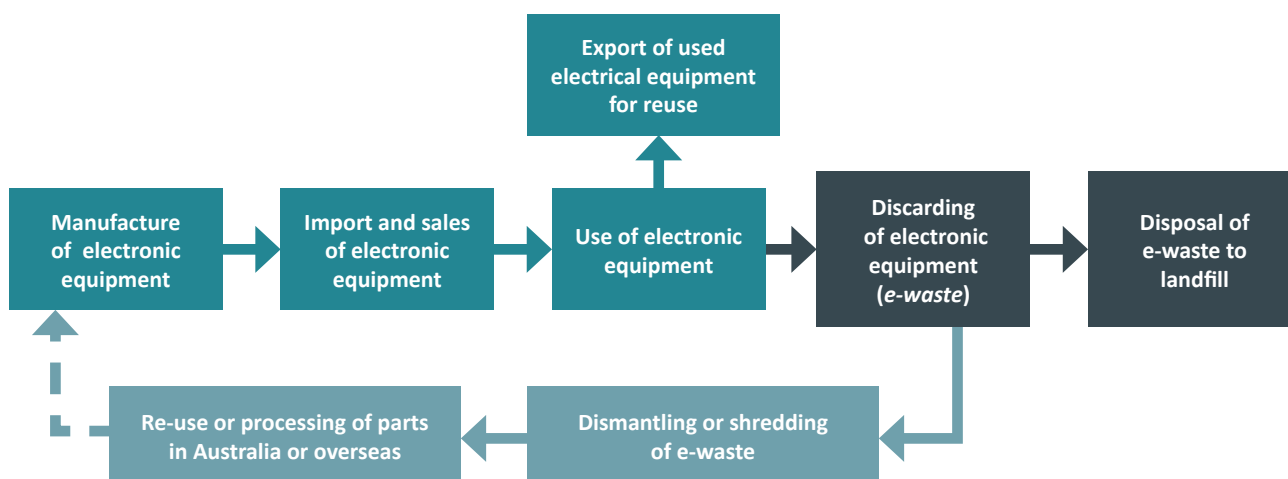 Export of used
electrical equipment
for reuse
Manufacture
of electronic
equipment
Import and sales
of electronic
equipment
Use of electronic
equipment
Discarding
of electronic
equipment
(e-waste)
Disposal of
e-waste to
landfill
Re-use or processing of parts
in Australia or overseas
Dismantling or shredding
of e-waste